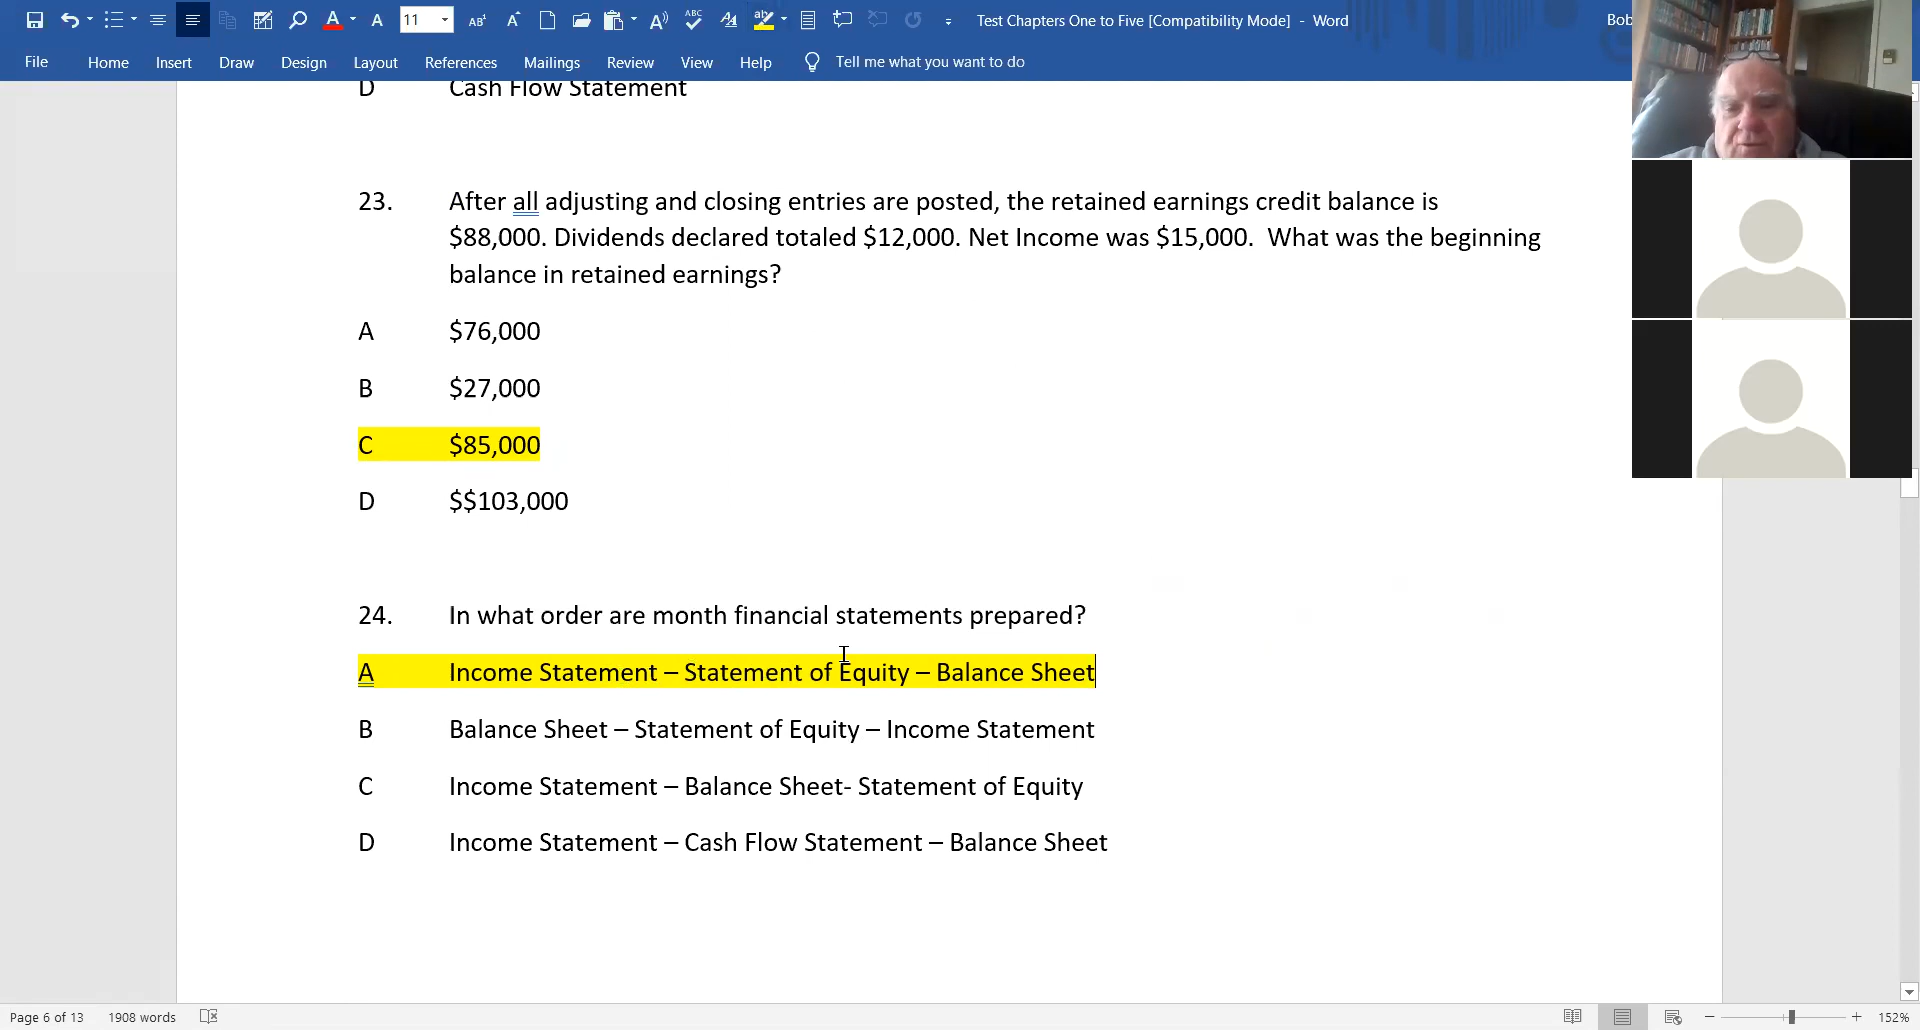 11
Test Chapters One to Five [Compatibility Mode] - Word
Bob
File Home Insert Draw Design Layout References Mailings Review View Help Tell me what you want to do
D Cash Flow Statement
23. After all adjusting and closing entries are posted, the retained earnings credit balance is
$88,000. Dividends declared totaled $12,000. Net Income was $15,000.  What was the beginning
balance in retained earnings?
A $76,000
B $27,000
C $85,000
D $$103,000
24. In what order are month financial statements prepared?
A Income Statement – Statement of Equity – Balance Sheet
B Balance Sheet – Statement of Equity – Income Statement
C Income Statement – Balance Sheet- Statement of Equity
D Income Statement – Cash Flow Statement – Balance Sheet
Page 6 of 13 1908 words 152%